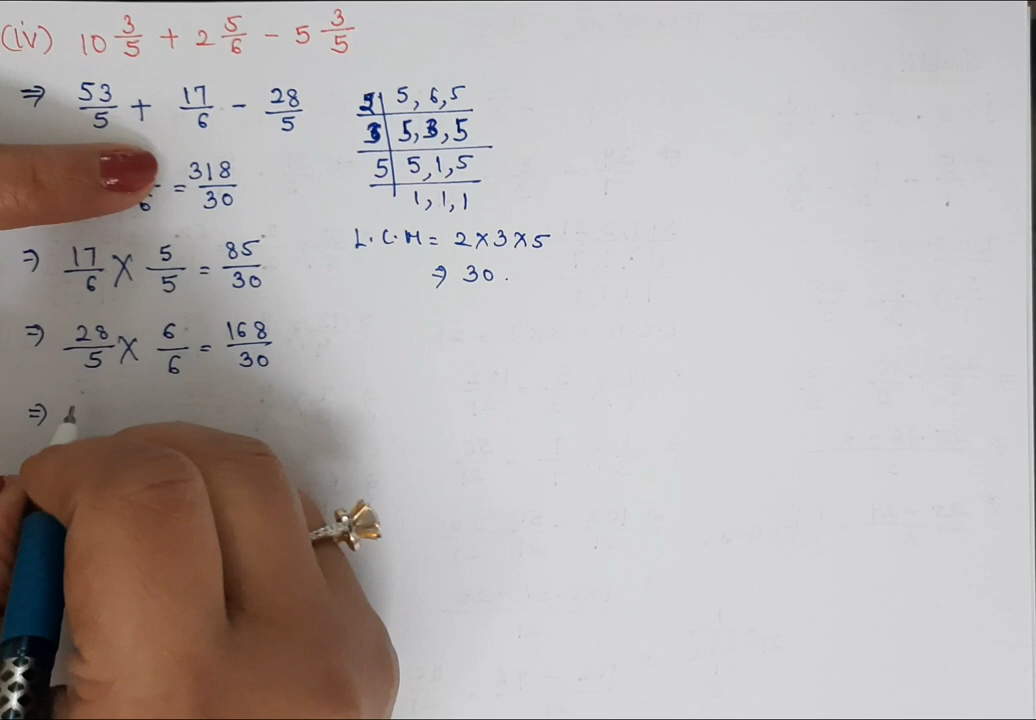 (iv) 10 3/5 + 2 5/6 - 5 3/5
⇒ 53/5 + 17/6 - 28/5
= 318/30
⇒ 17/6 × 5/5 = 85/30
⇒ 28/5 × 6/6 = 168/30
⇒
2 | 5, 6, 5
3 | 5, 3, 5
5 | 5, 1, 5
1, 1, 1
L.C.M = 2×3×5
⇒ 30.